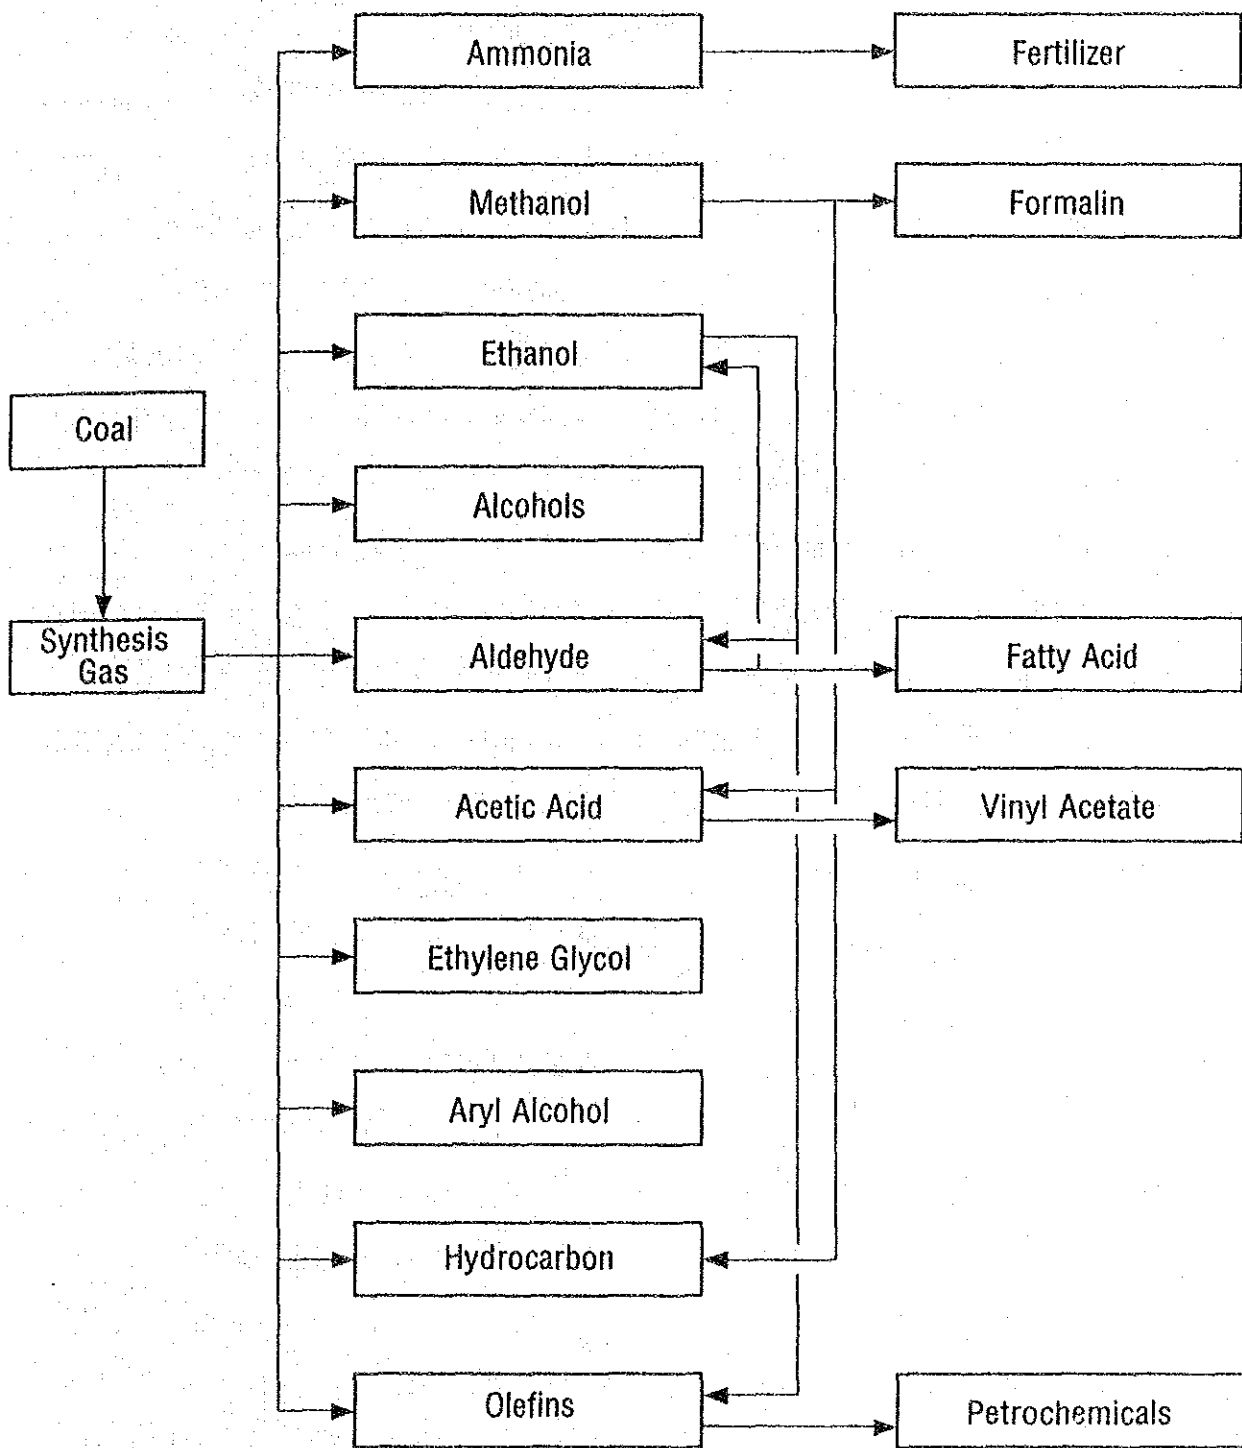 Ammonia
Fertilizer
Methanol
Formalin
Ethanol
Coal
Alcohols
Synthesis
Gas
Aldehyde
Fatty Acid
Acetic Acid
Vinyl Acetate
Ethylene Glycol
Aryl Alcohol
Hydrocarbon
Olefins
Petrochemicals